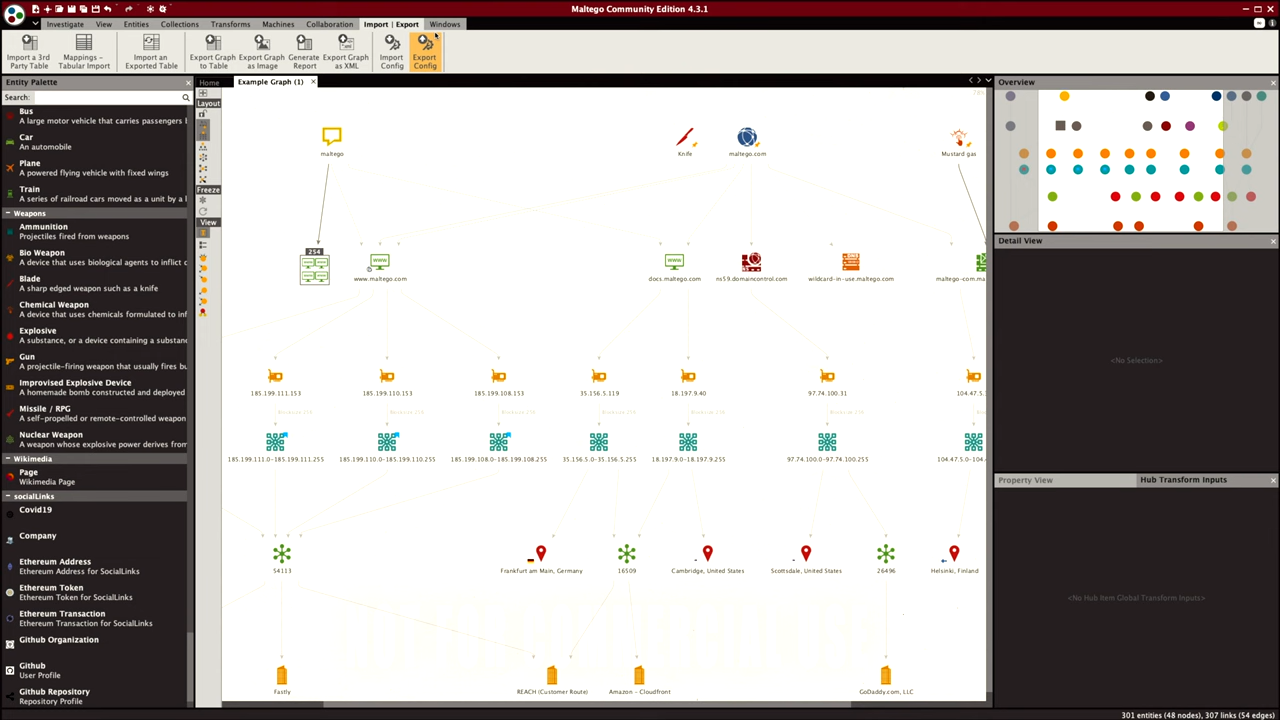 Maltego Community Edition 4.3.1
Investigate View Entities Collections Transforms Machines Collaboration Import | Export Windows
Import a 3rd Party Table
Mappings - Tabular Import
Import an Exported Table
Export Graph to Table
Export Graph as Image
Generate Report
Export Graph as XML
Import Config
Export Config
Entity Palette
Search:
Bus
A large motor vehicle that carries passengers b
Car
An automobile
Plane
A powered flying vehicle with fixed wings
Train
A series of railroad cars moved as a unit by a l
Weapons
Ammunition
Projectiles fired from weapons
Bio Weapon
A device that uses biological agents to inflict c
Blade
A sharp edged weapon such as a knife
Chemical Weapon
A device that uses chemicals formulated to inf
Explosive
A substance, or a device containing a substanc
Gun
A projectile-firing weapon that usually fires bu
Improvised Explosive Device
A homemade bomb constructed and deployed
Missile / RPG
A self-propelled or remote-controlled weapon
Nuclear Weapon
A weapon whose explosive power derives from
Wikimedia
Page
Wikimedia Page
socialLinks
Covid19
Company
Ethereum Address
Ethereum Address for SocialLinks
Ethereum Token
Ethereum Token for SocialLinks
Ethereum Transaction
Ethereum Transaction for SocialLinks
Github Organization
Github
User Profile
Github Repository
Repository Profile
Home
Example Graph (1)
Layout
Freeze
View
maltego
Knife
maltego.com
Mustard gas
254
www.maltego.com
docs.maltego.com
ns59.domaincontrol.com
wildcard-in-use.maltego.com
maltego-com.ma
185.199.111.153
185.199.110.153
185.199.108.153
35.156.5.119
18.197.9.40
97.74.100.31
104.47.5.
185.199.111.0-185.199.111.255
185.199.110.0-185.199.110.255
185.199.108.0-185.199.108.255
35.156.5.0-35.156.5.255
18.197.9.0-18.197.9.255
97.74.100.0-97.74.100.255
104.47.5.0-104.4
54113
Frankfurt am Main, Germany
16509
Cambridge, United States
Scottsdale, United States
26496
Helsinki, Finland
Fastly
REACH (Customer Route)
Amazon - Cloudfront
GoDaddy.com, LLC
Overview
Detail View
<No Selection>
Property View
Hub Transform Inputs
<No Hub Item Global Transform Inputs>
301 entities (48 nodes), 307 links (54 edges)